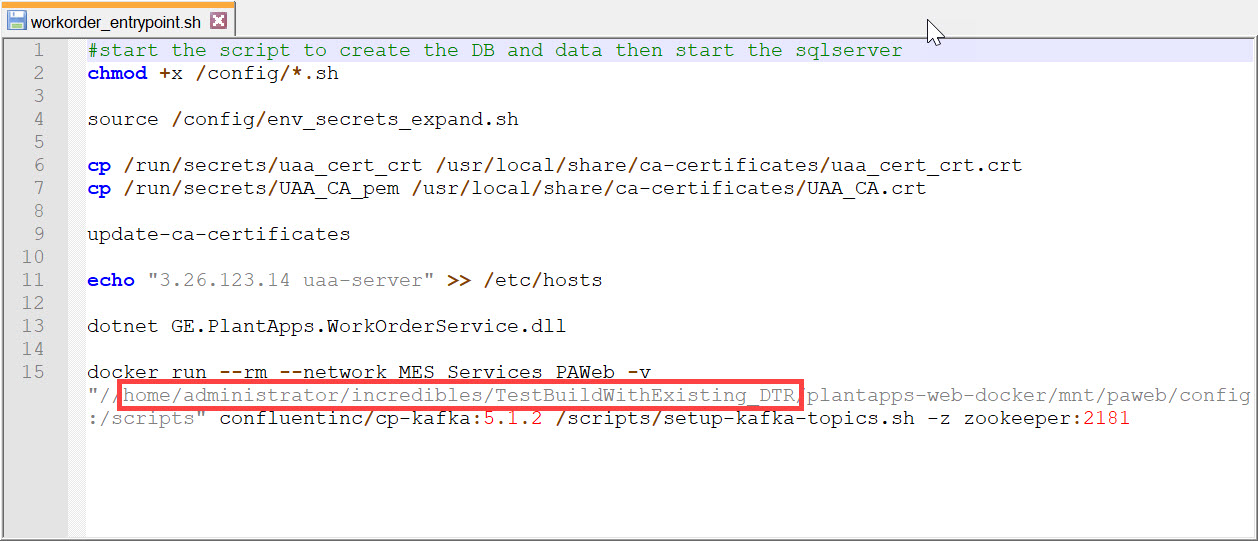 workorder_entrypoint.sh
1 #start the script to create the DB and data then start the sqlserver
2 chmod +x /config/*.sh
3
4 source /config/env_secrets_expand.sh
5
6 cp /run/secrets/uaa_cert_crt /usr/local/share/ca-certificates/uaa_cert_crt.crt
7 cp /run/secrets/UAA_CA_pem /usr/local/share/ca-certificates/UAA_CA.crt
8
9 update-ca-certificates
10
11 echo "3.26.123.14 uaa-server" >> /etc/hosts
12
13 dotnet GE.PlantApps.WorkOrderService.dll
14
15 docker run --rm --network MES_Services_PAWeb -v
"//home/administrator/incredibles/TestBuildWithExisting_DTR/plantapps-web-docker/mnt/paweb/config
:/scripts" confluentinc/cp-kafka:5.1.2 /scripts/setup-kafka-topics.sh -z zookeeper:2181